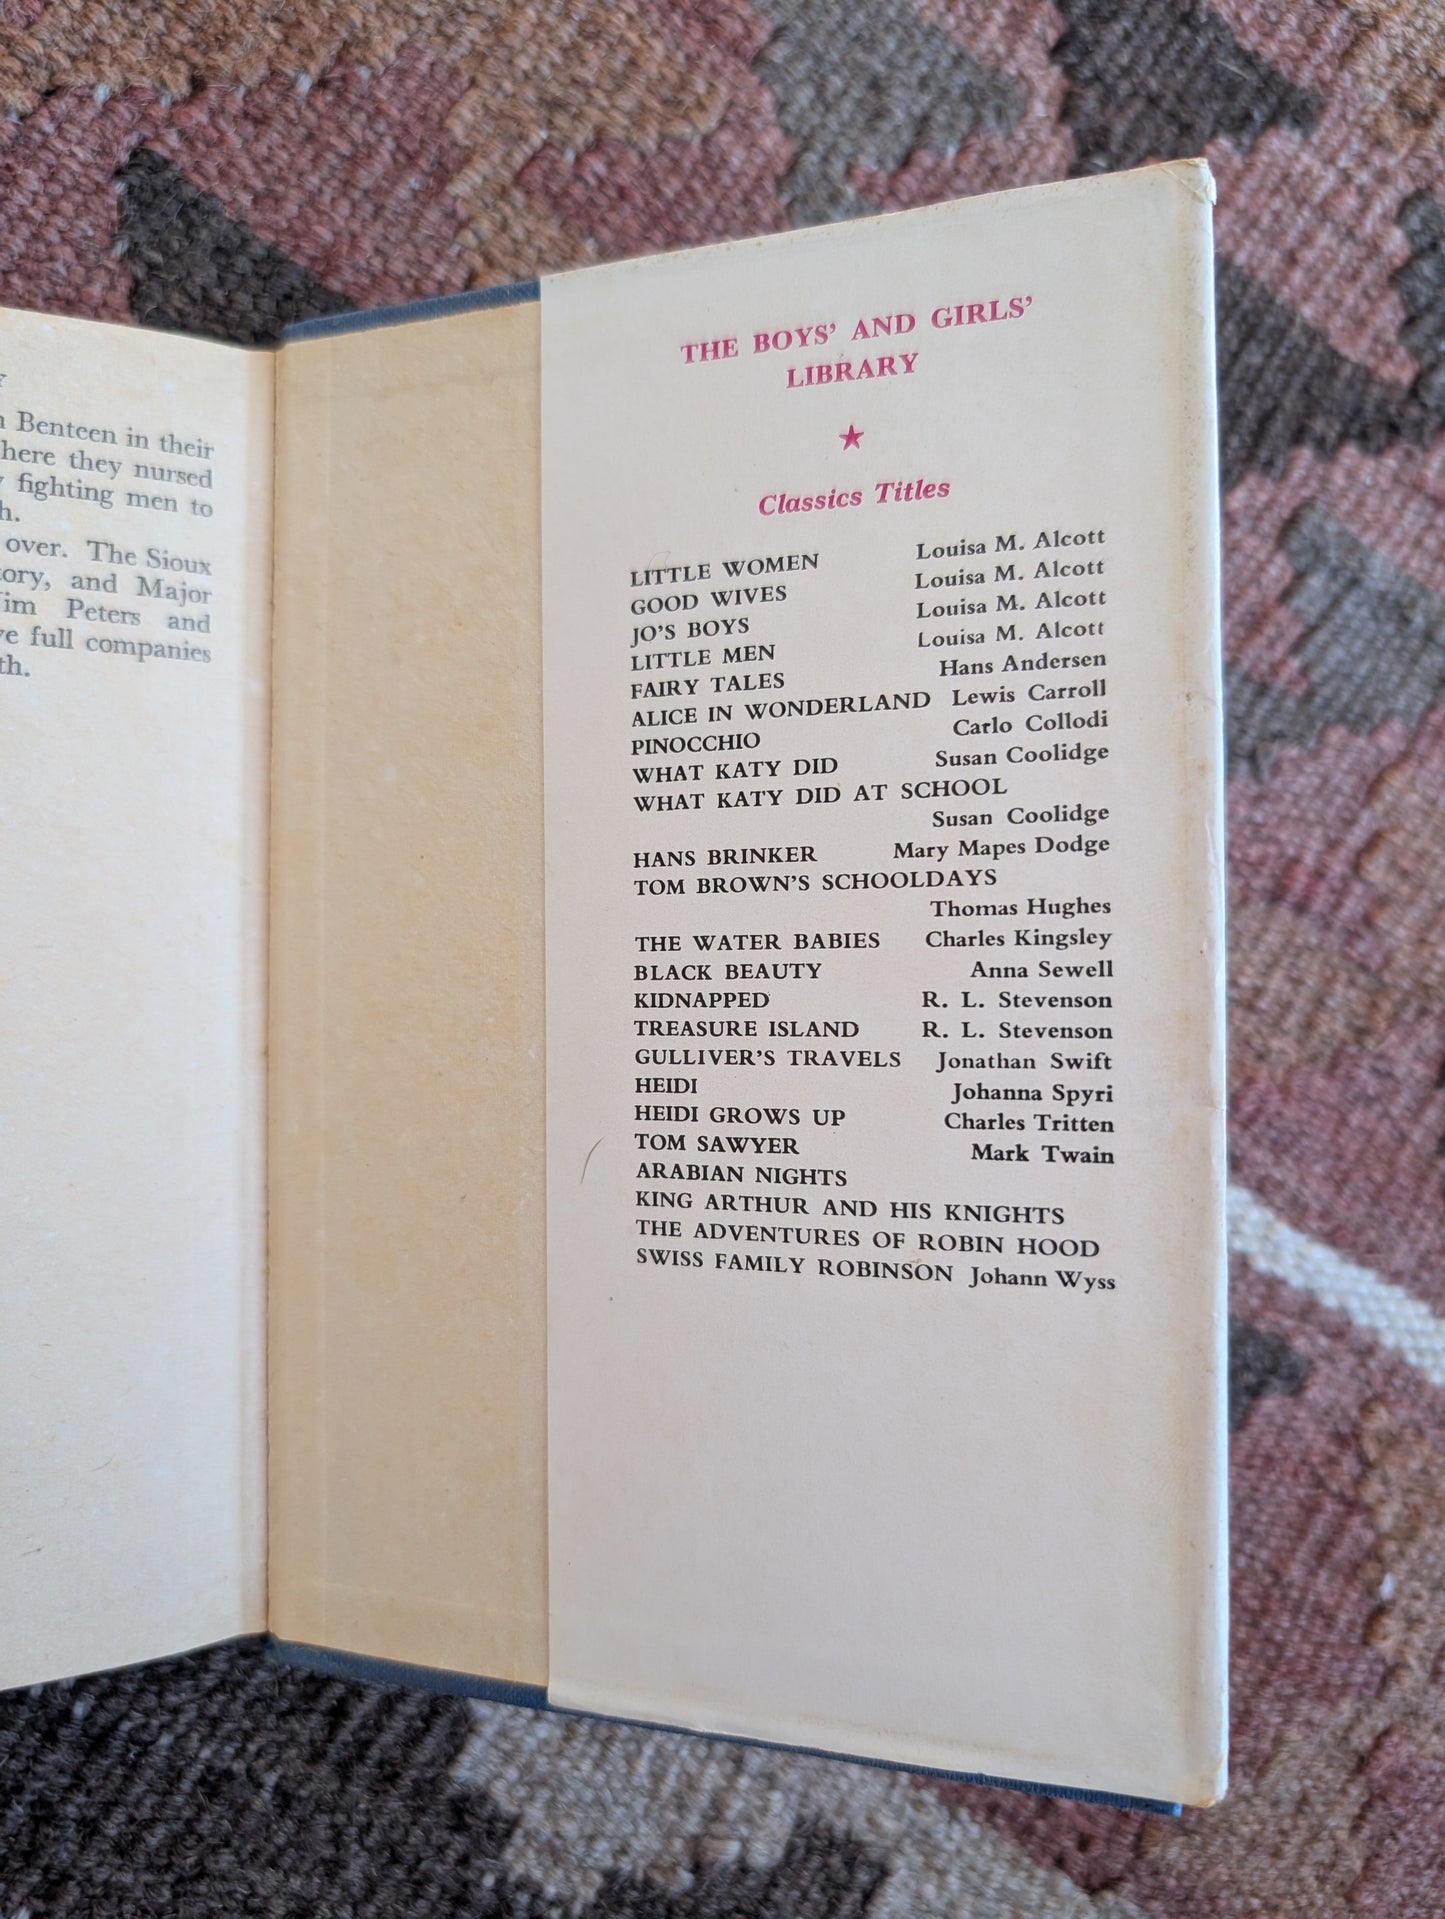 Y
Benteen in their
here they nursed
fighting men to
h.
over. The Sioux
tory, and Major
Jim Peters and
ve full companies
th.
THE BOYS' AND GIRLS'
LIBRARY
★
Classics Titles
LITTLE WOMEN Louisa M. Alcott
GOOD WIVES Louisa M. Alcott
JO'S BOYS Louisa M. Alcott
LITTLE MEN Louisa M. Alcott
FAIRY TALES Hans Andersen
ALICE IN WONDERLAND Lewis Carroll
PINOCCHIO Carlo Collodi
WHAT KATY DID Susan Coolidge
WHAT KATY DID AT SCHOOL
Susan Coolidge
HANS BRINKER Mary Mapes Dodge
TOM BROWN'S SCHOOLDAYS
Thomas Hughes
THE WATER BABIES Charles Kingsley
BLACK BEAUTY Anna Sewell
KIDNAPPED R. L. Stevenson
TREASURE ISLAND R. L. Stevenson
GULLIVER'S TRAVELS Jonathan Swift
HEIDI Johanna Spyri
HEIDI GROWS UP Charles Tritten
TOM SAWYER Mark Twain
ARABIAN NIGHTS
KING ARTHUR AND HIS KNIGHTS
THE ADVENTURES OF ROBIN HOOD
SWISS FAMILY ROBINSON Johann Wyss